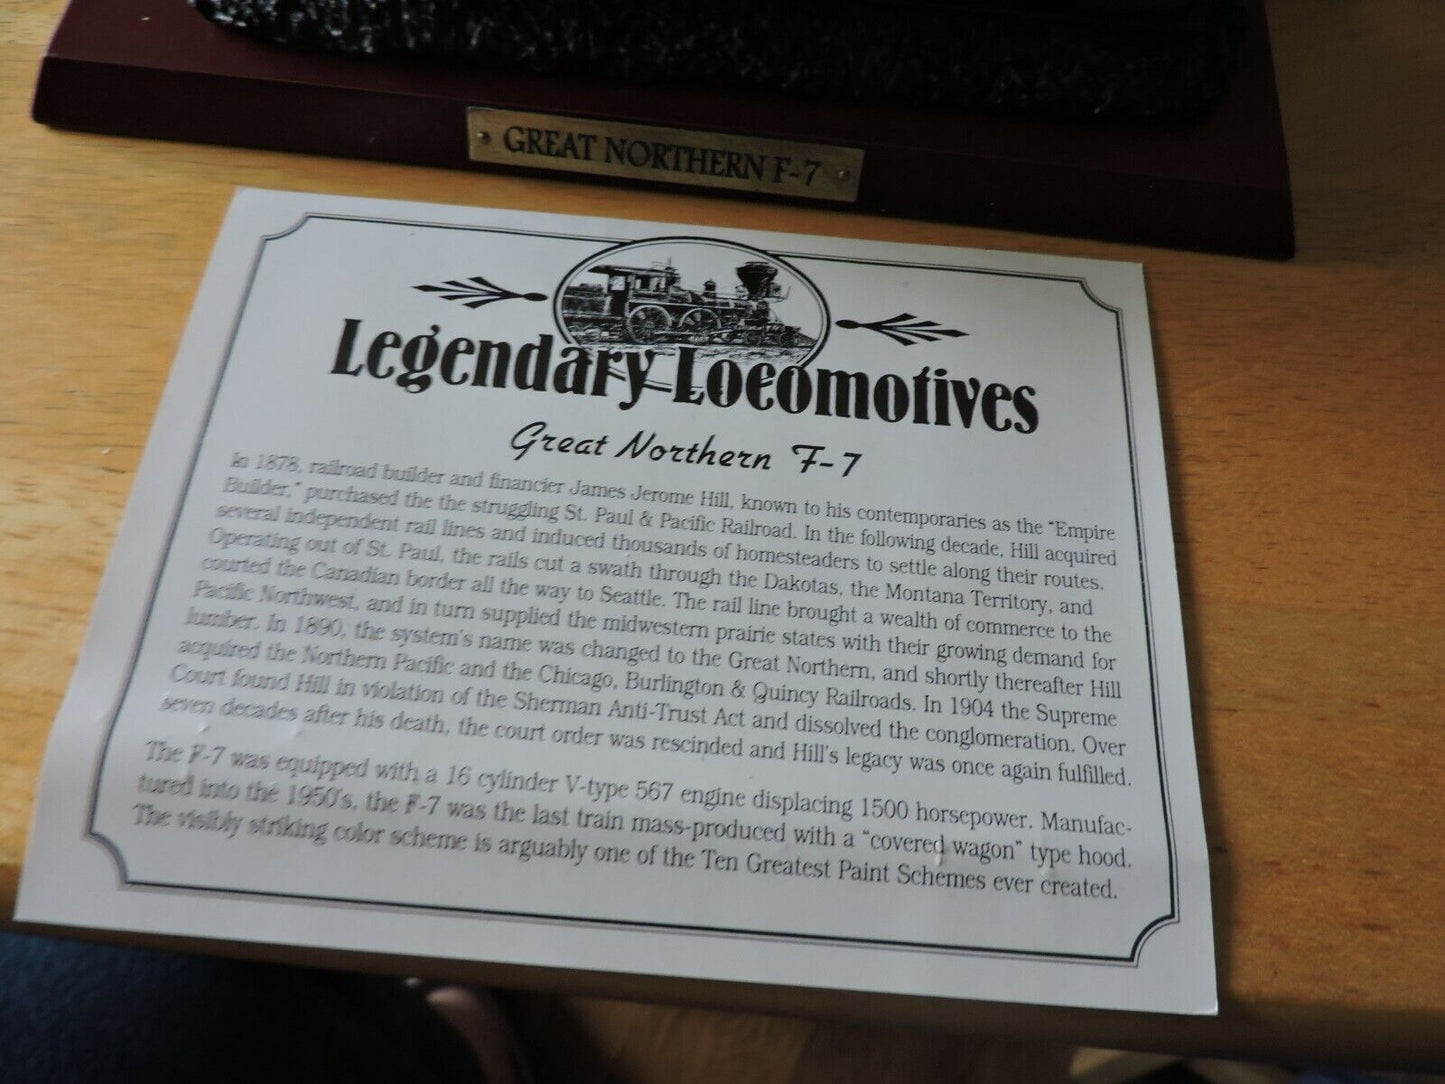 GREAT NORTHERN F-7
Legendary Locomotives
Great Northern F-7
In 1878, railroad builder and financier James Jerome Hill, known to his contemporaries as the "Empire
Builder," purchased the the struggling St. Paul & Pacific Railroad. In the following decade, Hill acquired
several independent rail lines and induced thousands of homesteaders to settle along their routes.
Operating out of St. Paul, the rails cut a swath through the Dakotas, the Montana Territory, and
courted the Canadian border all the way to Seattle. The rail line brought a wealth of commerce to the
Pacific Northwest, and in turn supplied the midwestern prairie states with their growing demand for
lumber. In 1890, the system's name was changed to the Great Northern, and shortly thereafter Hill
acquired the Northern Pacific and the Chicago, Burlington & Quincy Railroads. In 1904 the Supreme
Court found Hill in violation of the Sherman Anti-Trust Act and dissolved the conglomeration. Over
seven decades after his death, the court order was rescinded and Hill's legacy was once again fulfilled.
The F-7 was equipped with a 16 cylinder V-type 567 engine displacing 1500 horsepower. Manufac-
tured into the 1950's, the F-7 was the last train mass-produced with a "covered wagon" type hood.
The visibly striking color scheme is arguably one of the Ten Greatest Paint Schemes ever created.